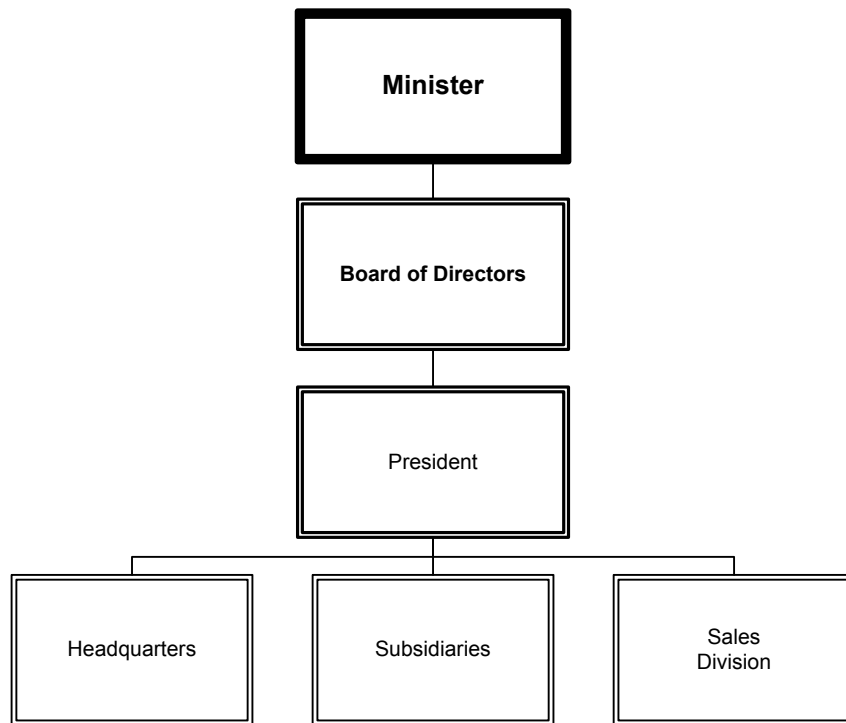 Minister
Board of Directors
President
Headquarters
Subsidiaries
Sales
Division